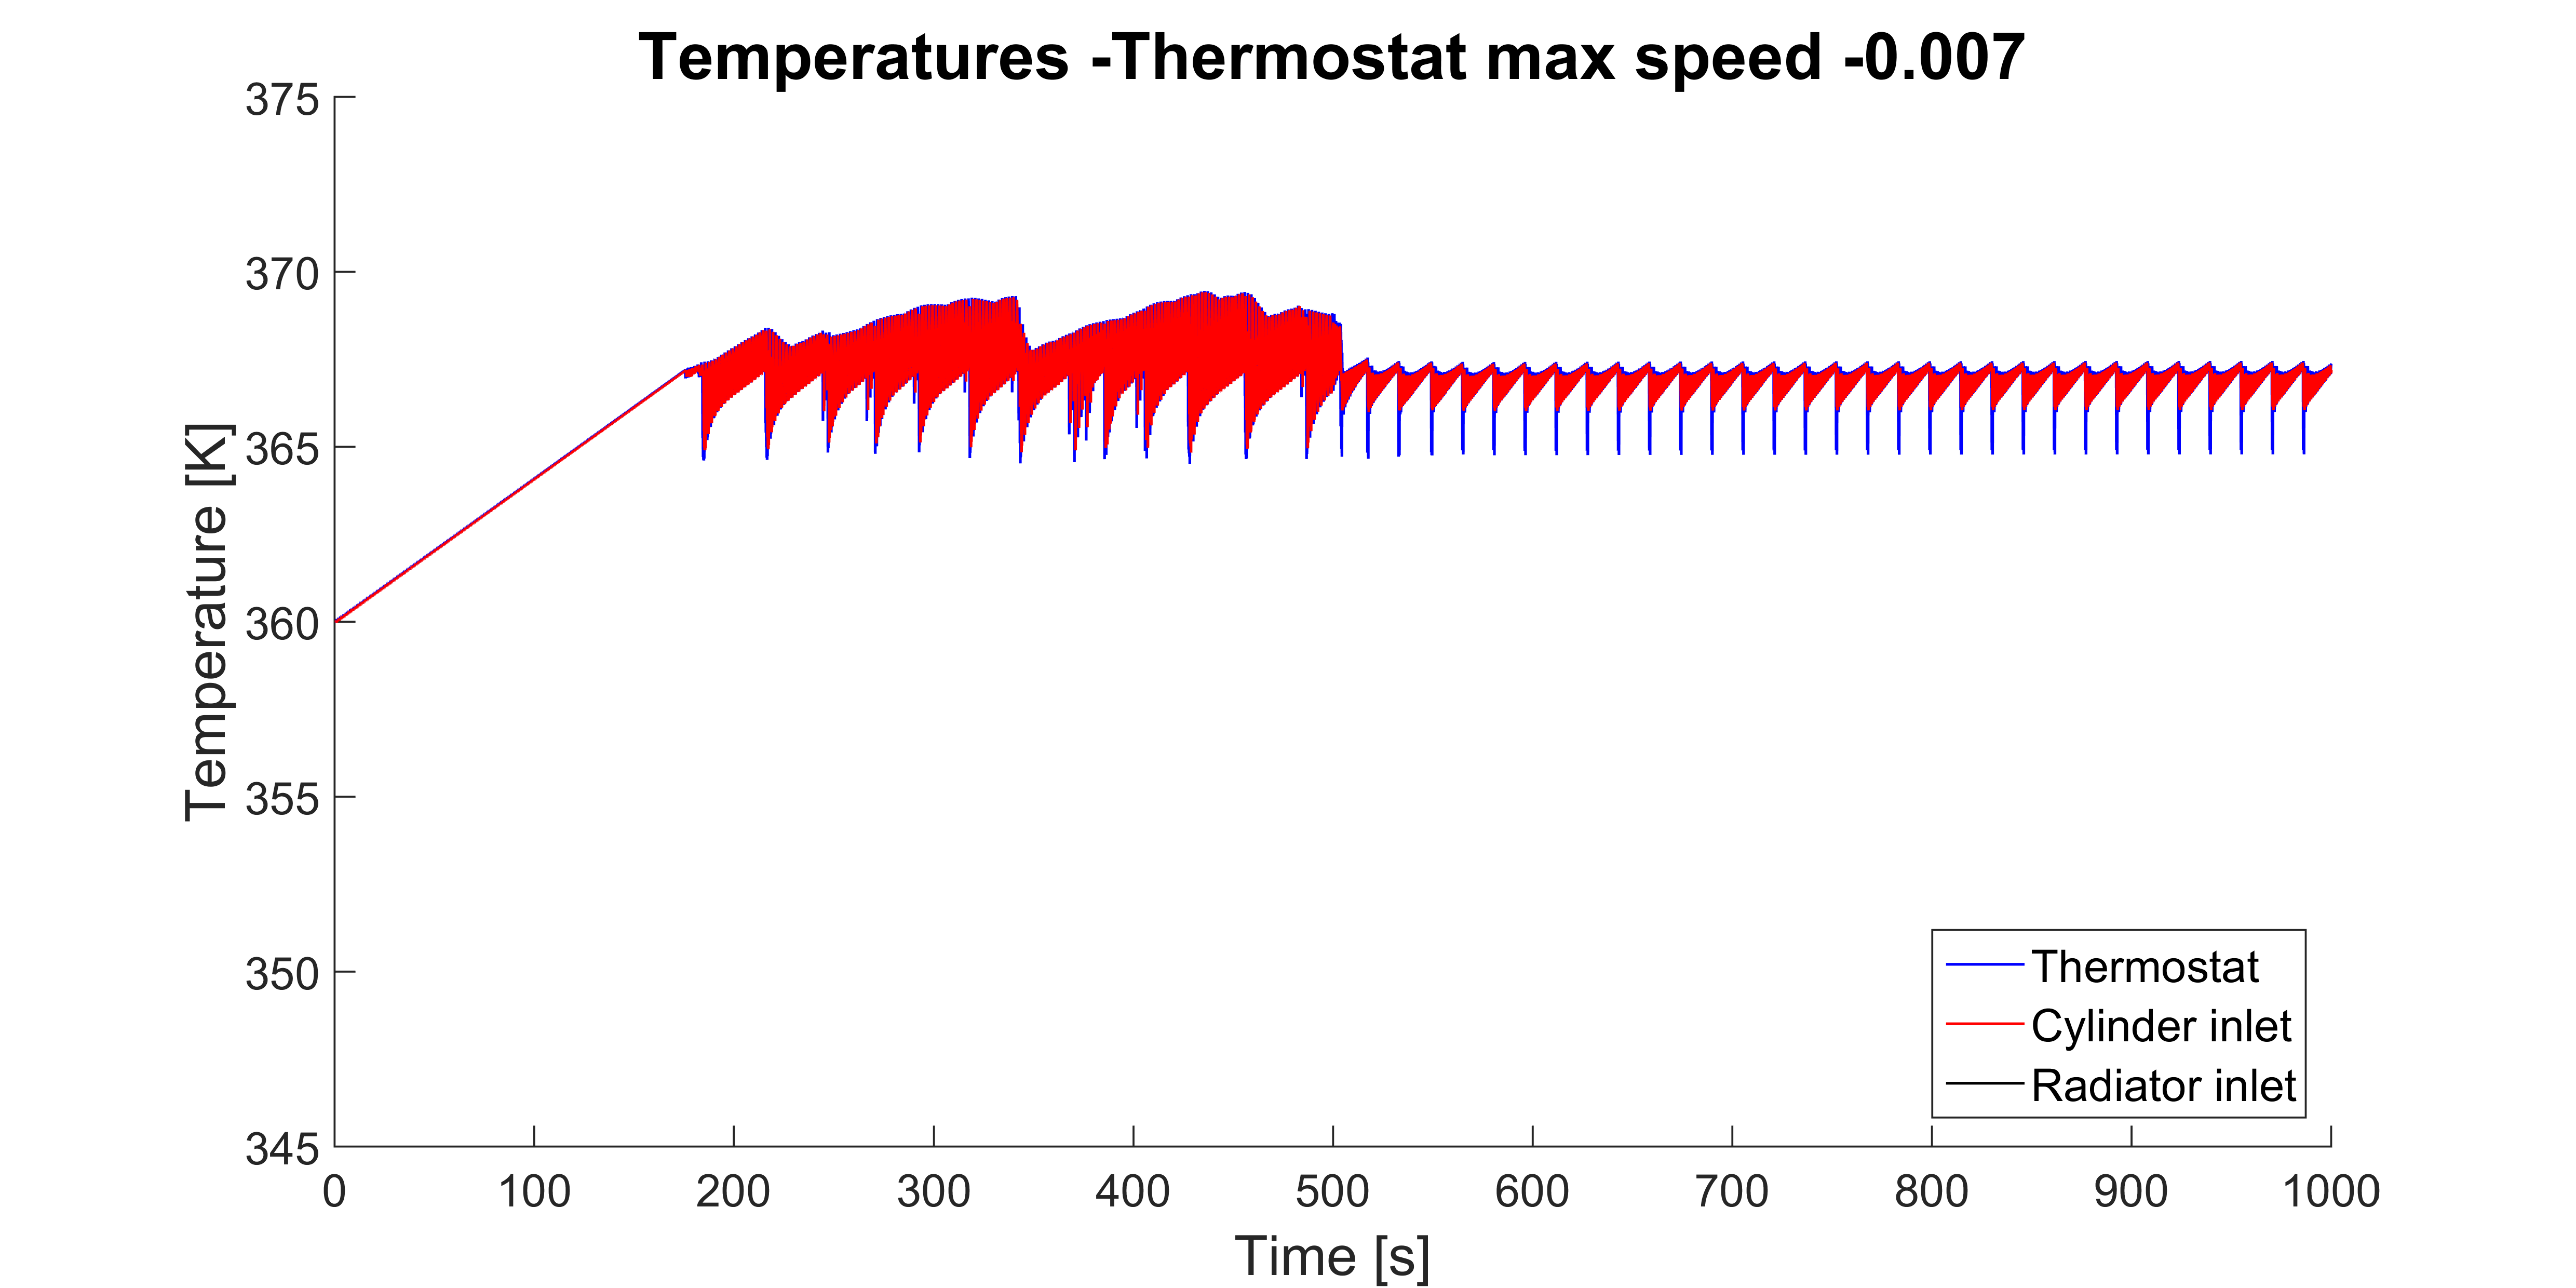 Temperatures -Thermostat max speed -0.007
375
370
365
360
355
350
345
Temperature [K]
0 100 200 300 400 500 600 700 800 900 1000
Time [s]
Thermostat
Cylinder inlet
Radiator inlet